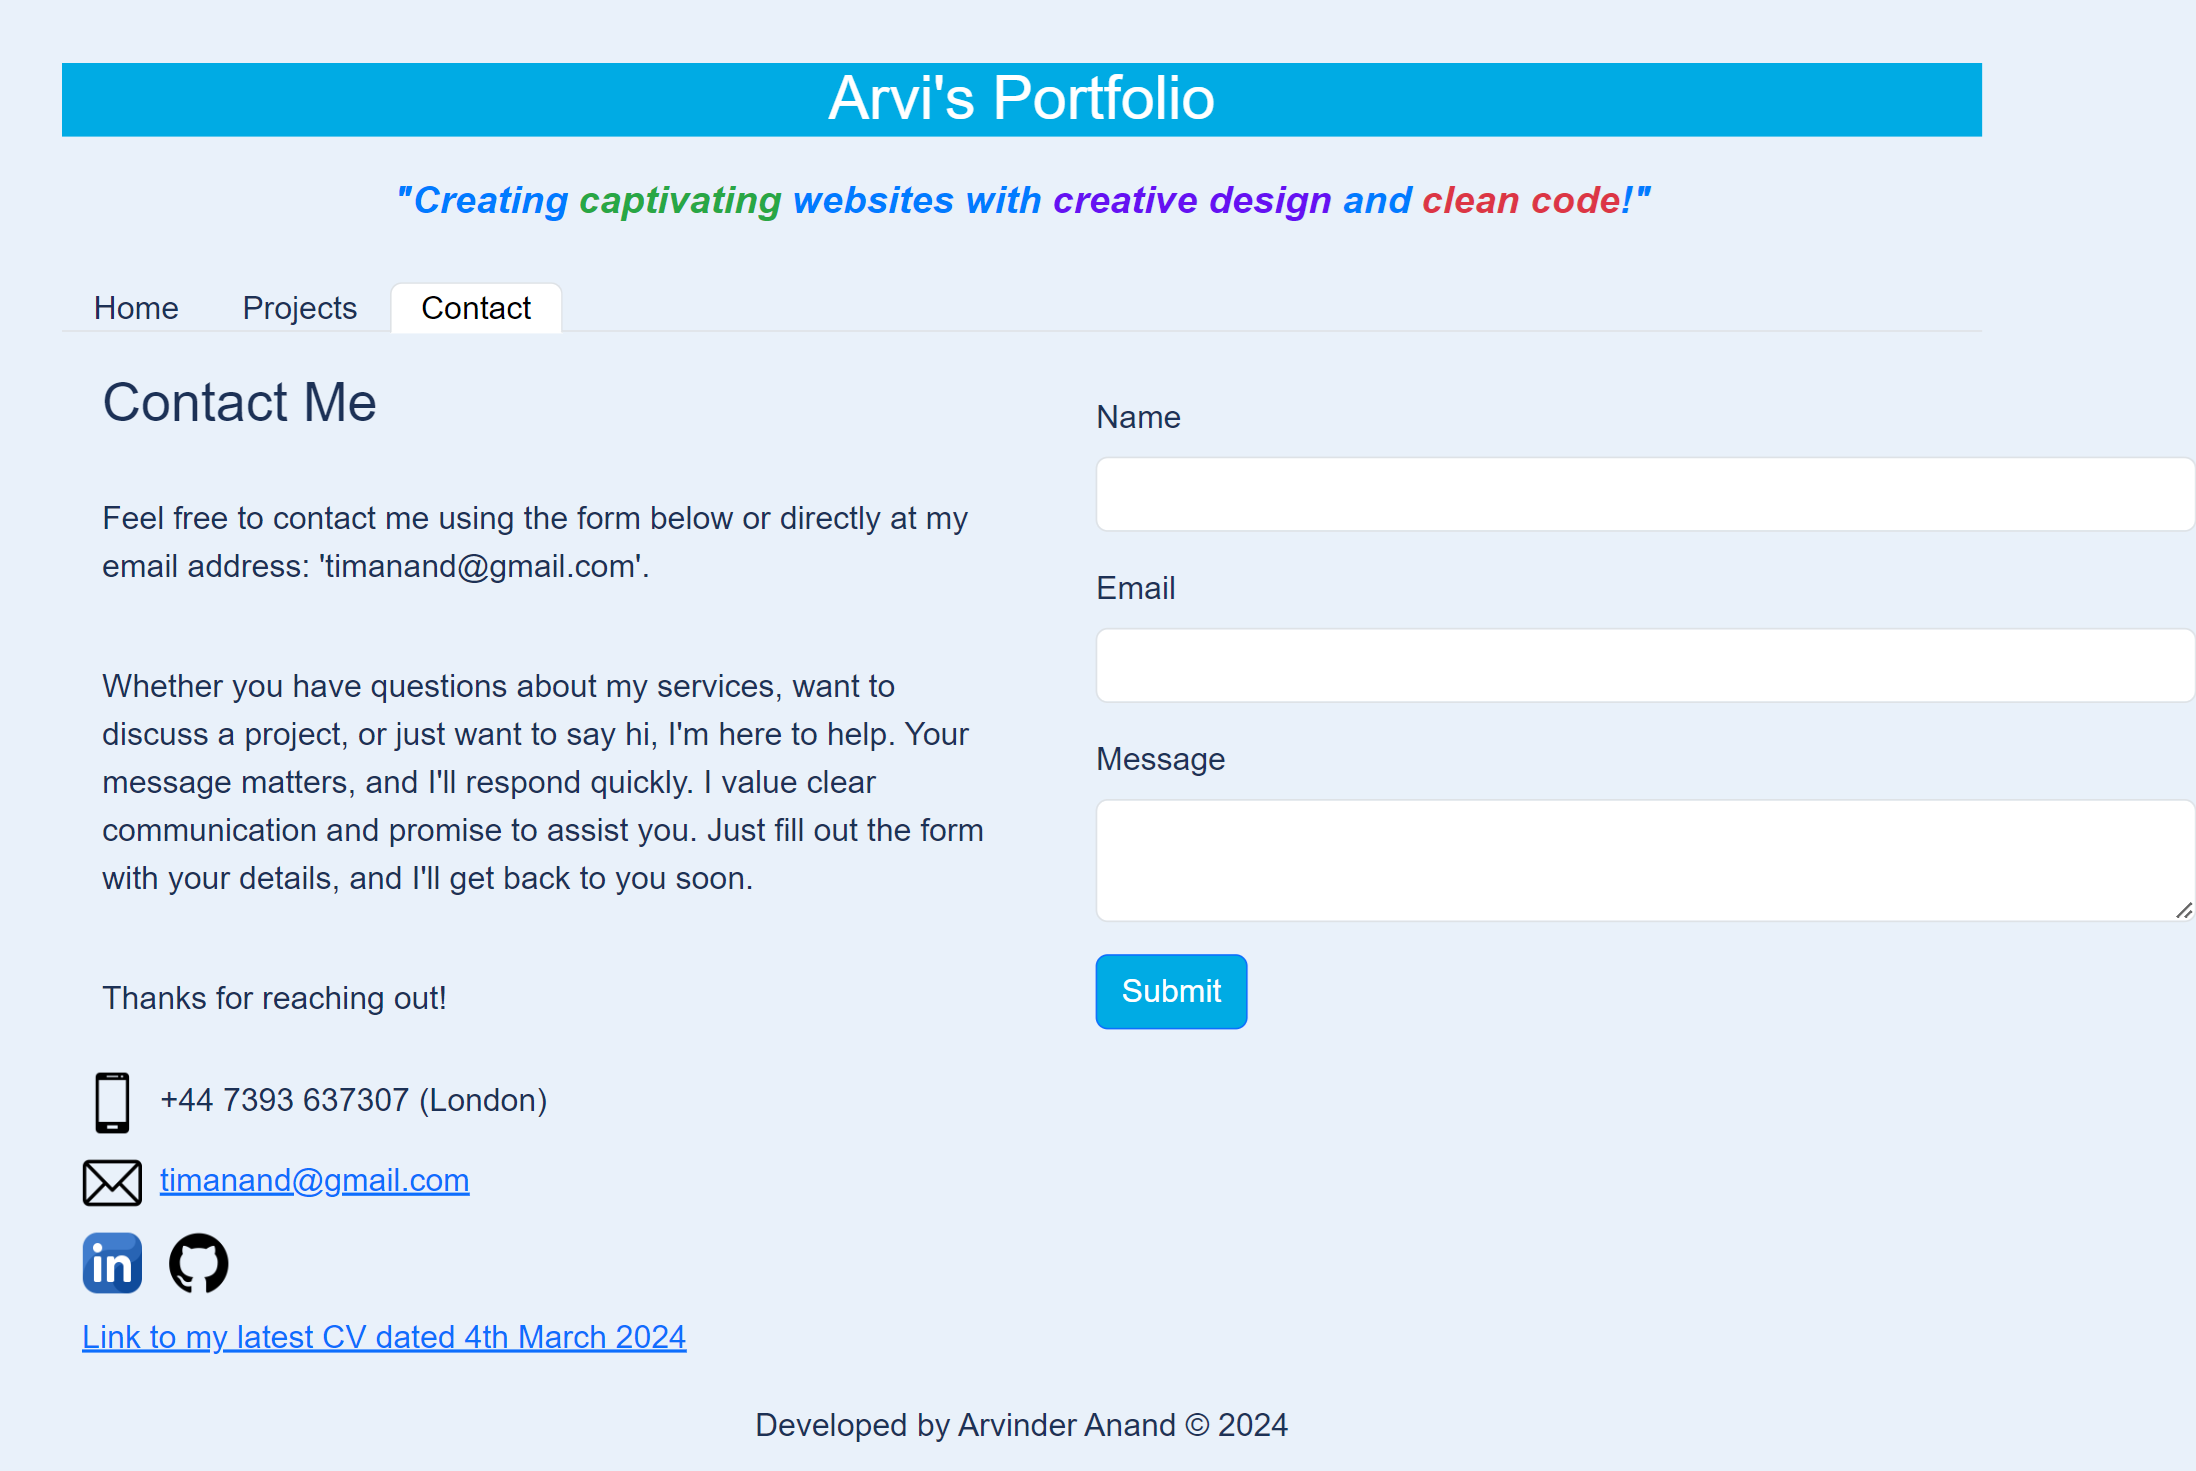 Arvi's Portfolio
"Creating captivating websites with creative design and clean code!"
Home Projects Contact
Contact Me
Feel free to contact me using the form below or directly at my
email address: 'timanand@gmail.com'.
Whether you have questions about my services, want to
discuss a project, or just want to say hi, I'm here to help. Your
message matters, and I'll respond quickly. I value clear
communication and promise to assist you. Just fill out the form
with your details, and I'll get back to you soon.
Thanks for reaching out!
Name
Email
Message
Submit
+44 7393 637307 (London)
timanand@gmail.com
in
Link to my latest CV dated 4th March 2024
Developed by Arvinder Anand © 2024